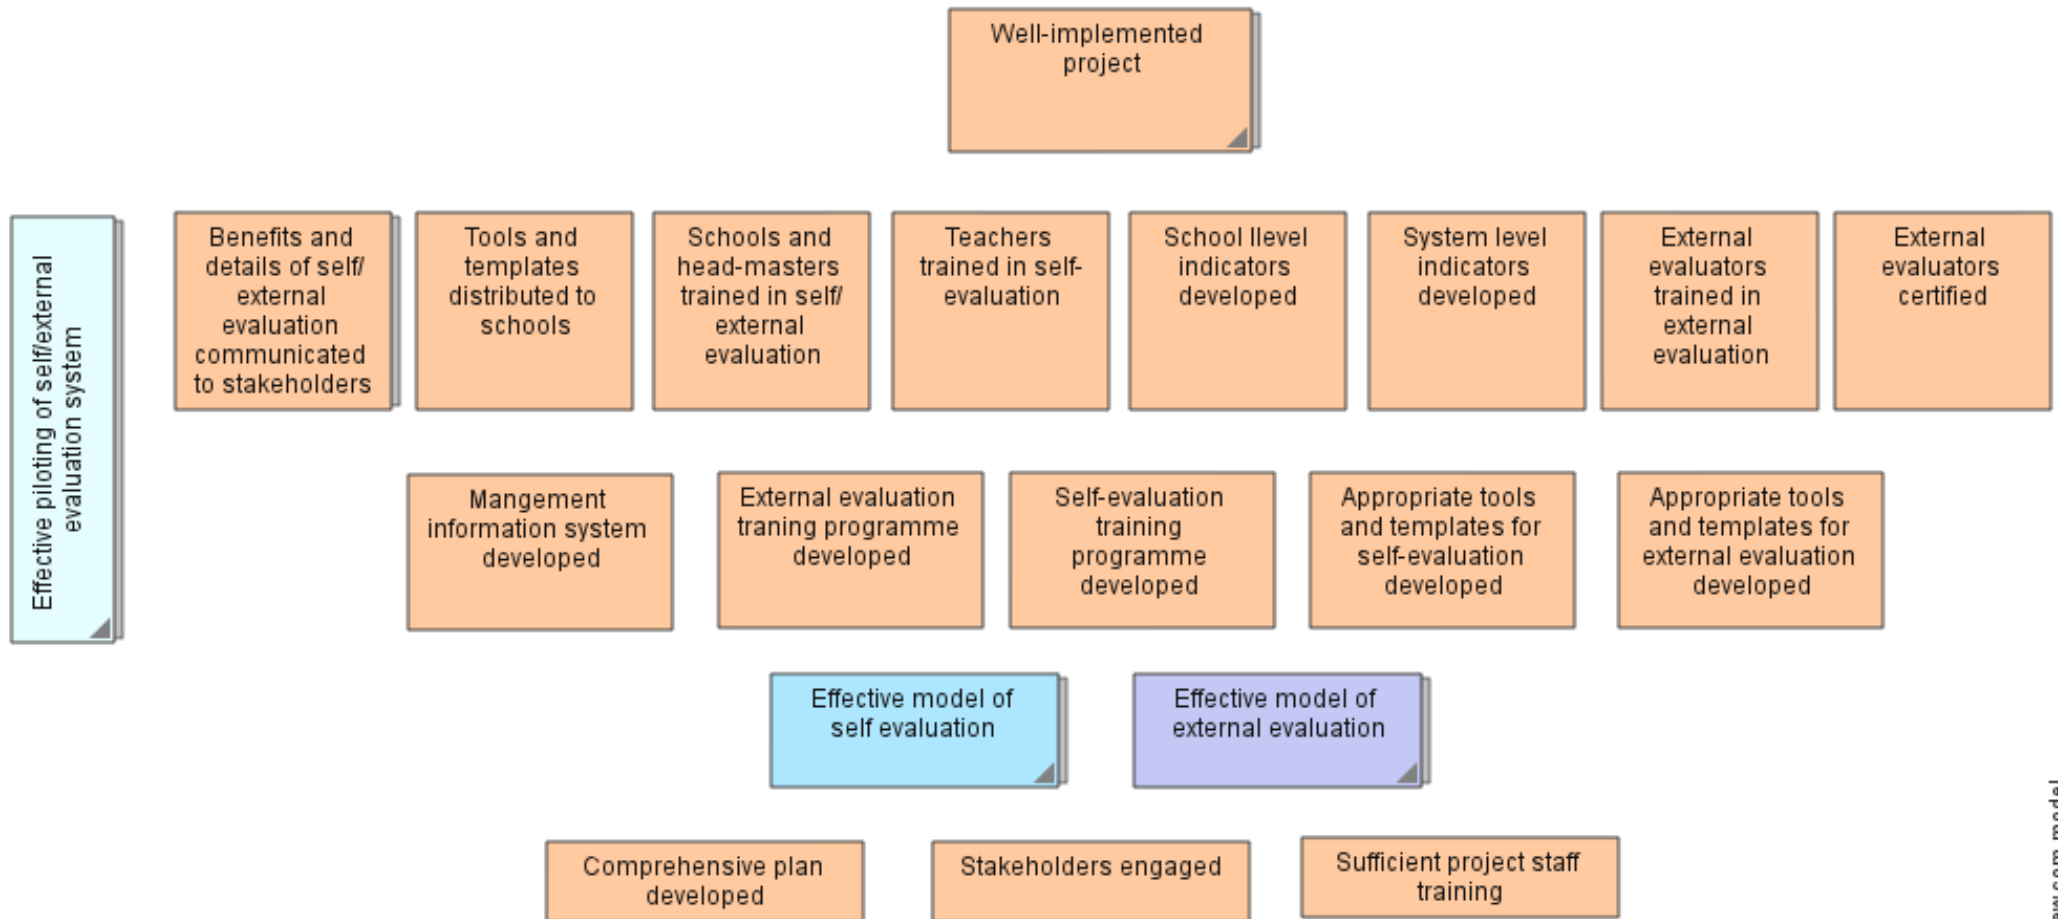 Well-implemented
project
Effective piloting of self/external
evaluation system
Benefits and
details of self/
external
evaluation
communicated
to stakeholders
Tools and
templates
distributed to
schools
Schools and
head-masters
trained in self/
external
evaluation
Teachers
trained in self-
evaluation
School llevel
indicators
developed
System level
indicators
developed
External
evaluators
trained in
external
evaluation
External
evaluators
certified
Mangement
information system
developed
External evaluation
traning programme
developed
Self-evaluation
training
programme
developed
Appropriate tools
and templates for
self-evaluation
developed
Appropriate tools
and templates for
external evaluation
developed
Effective model of
self evaluation
Effective model of
external evaluation
Comprehensive plan
developed
Stakeholders engaged
Sufficient project staff
training
model